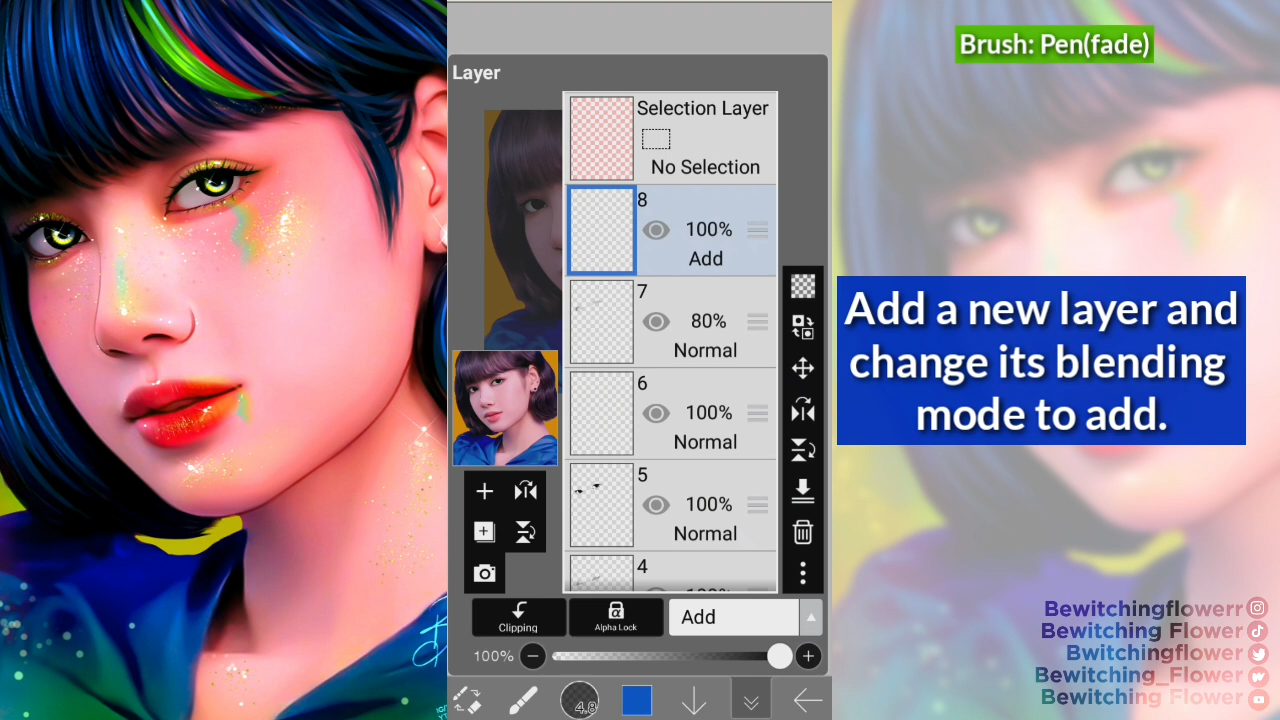 Brush: Pen(fade)
Layer
Selection Layer
No Selection
8
100%
Add
7
80%
Normal
6
100%
Normal
5
100%
Normal
4
Clipping
α
Alpha Lock
Add
100%
4.8
Add a new layer and
change its blending
mode to add.
Bewitchingflowerr
Bewitching Flower
Bwitchingflower
Bewitching_Flower
Bewitching Flower